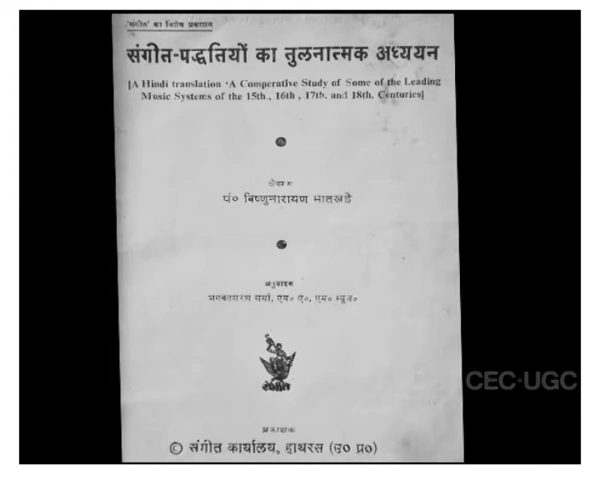 'संगीत' का विशेष प्रकाशन
संगीत-पद्धतियों का तुलनात्मक अध्ययन
[A Hindi translation 'A Comperative Study of Some of the Leading
Music Systems of the 15th., 16th , 17th. and 18th. Centuries]
लेखक
पं० विष्णुनारायण भातखंडे
अनुवादक
भगवतशरण शर्मा, एम० ए०, एम० म्यूज०
संगीत
CEC-UGC
प्रकाशक
© संगीत कार्यालय, हाथरस (उ० प्र०)